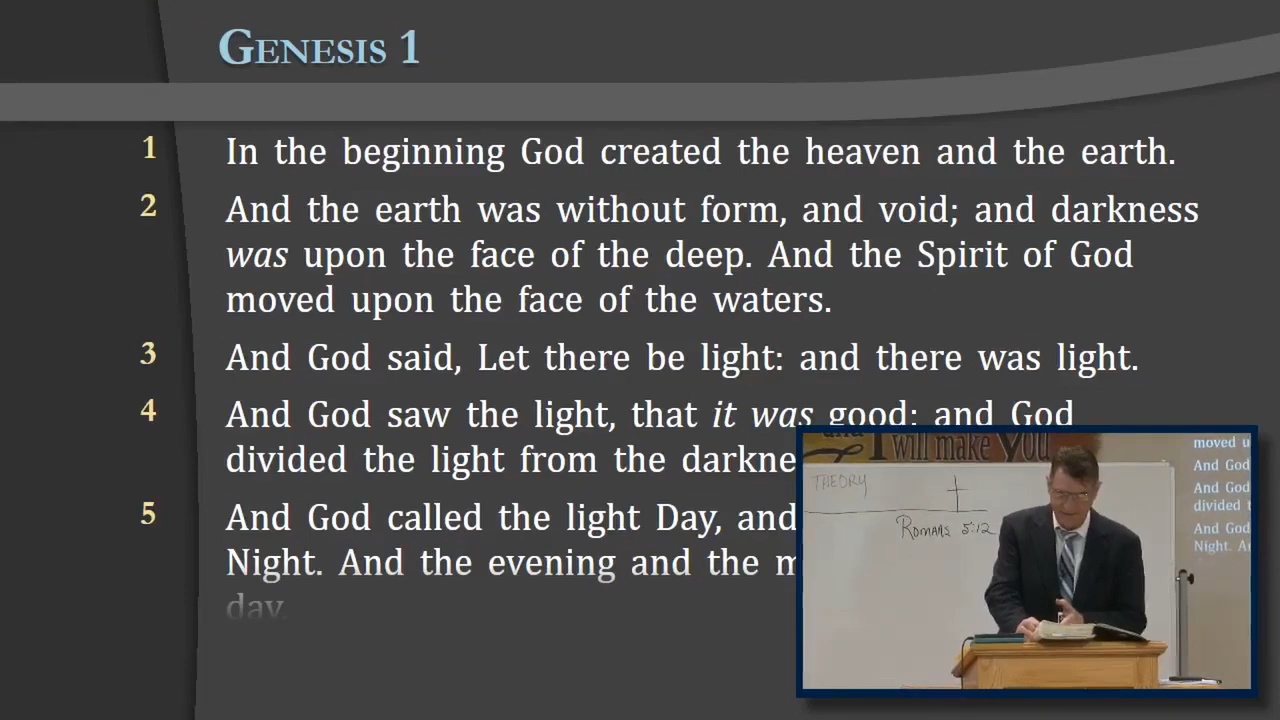 GENESIS 1
1 In the beginning God created the heaven and the earth.
2 And the earth was without form, and void; and darkness
was upon the face of the deep. And the Spirit of God
moved upon the face of the waters.
3 And God said, Let there be light: and there was light.
4 And God saw the light, that it was good: and God
divided the light from the darkne
5 And God called the light Day, and
Night. And the evening and the m
day.
and I will make you
THEORY
ROMANS 5:12
moved u
And God
And God
divided t
And God
Night. A